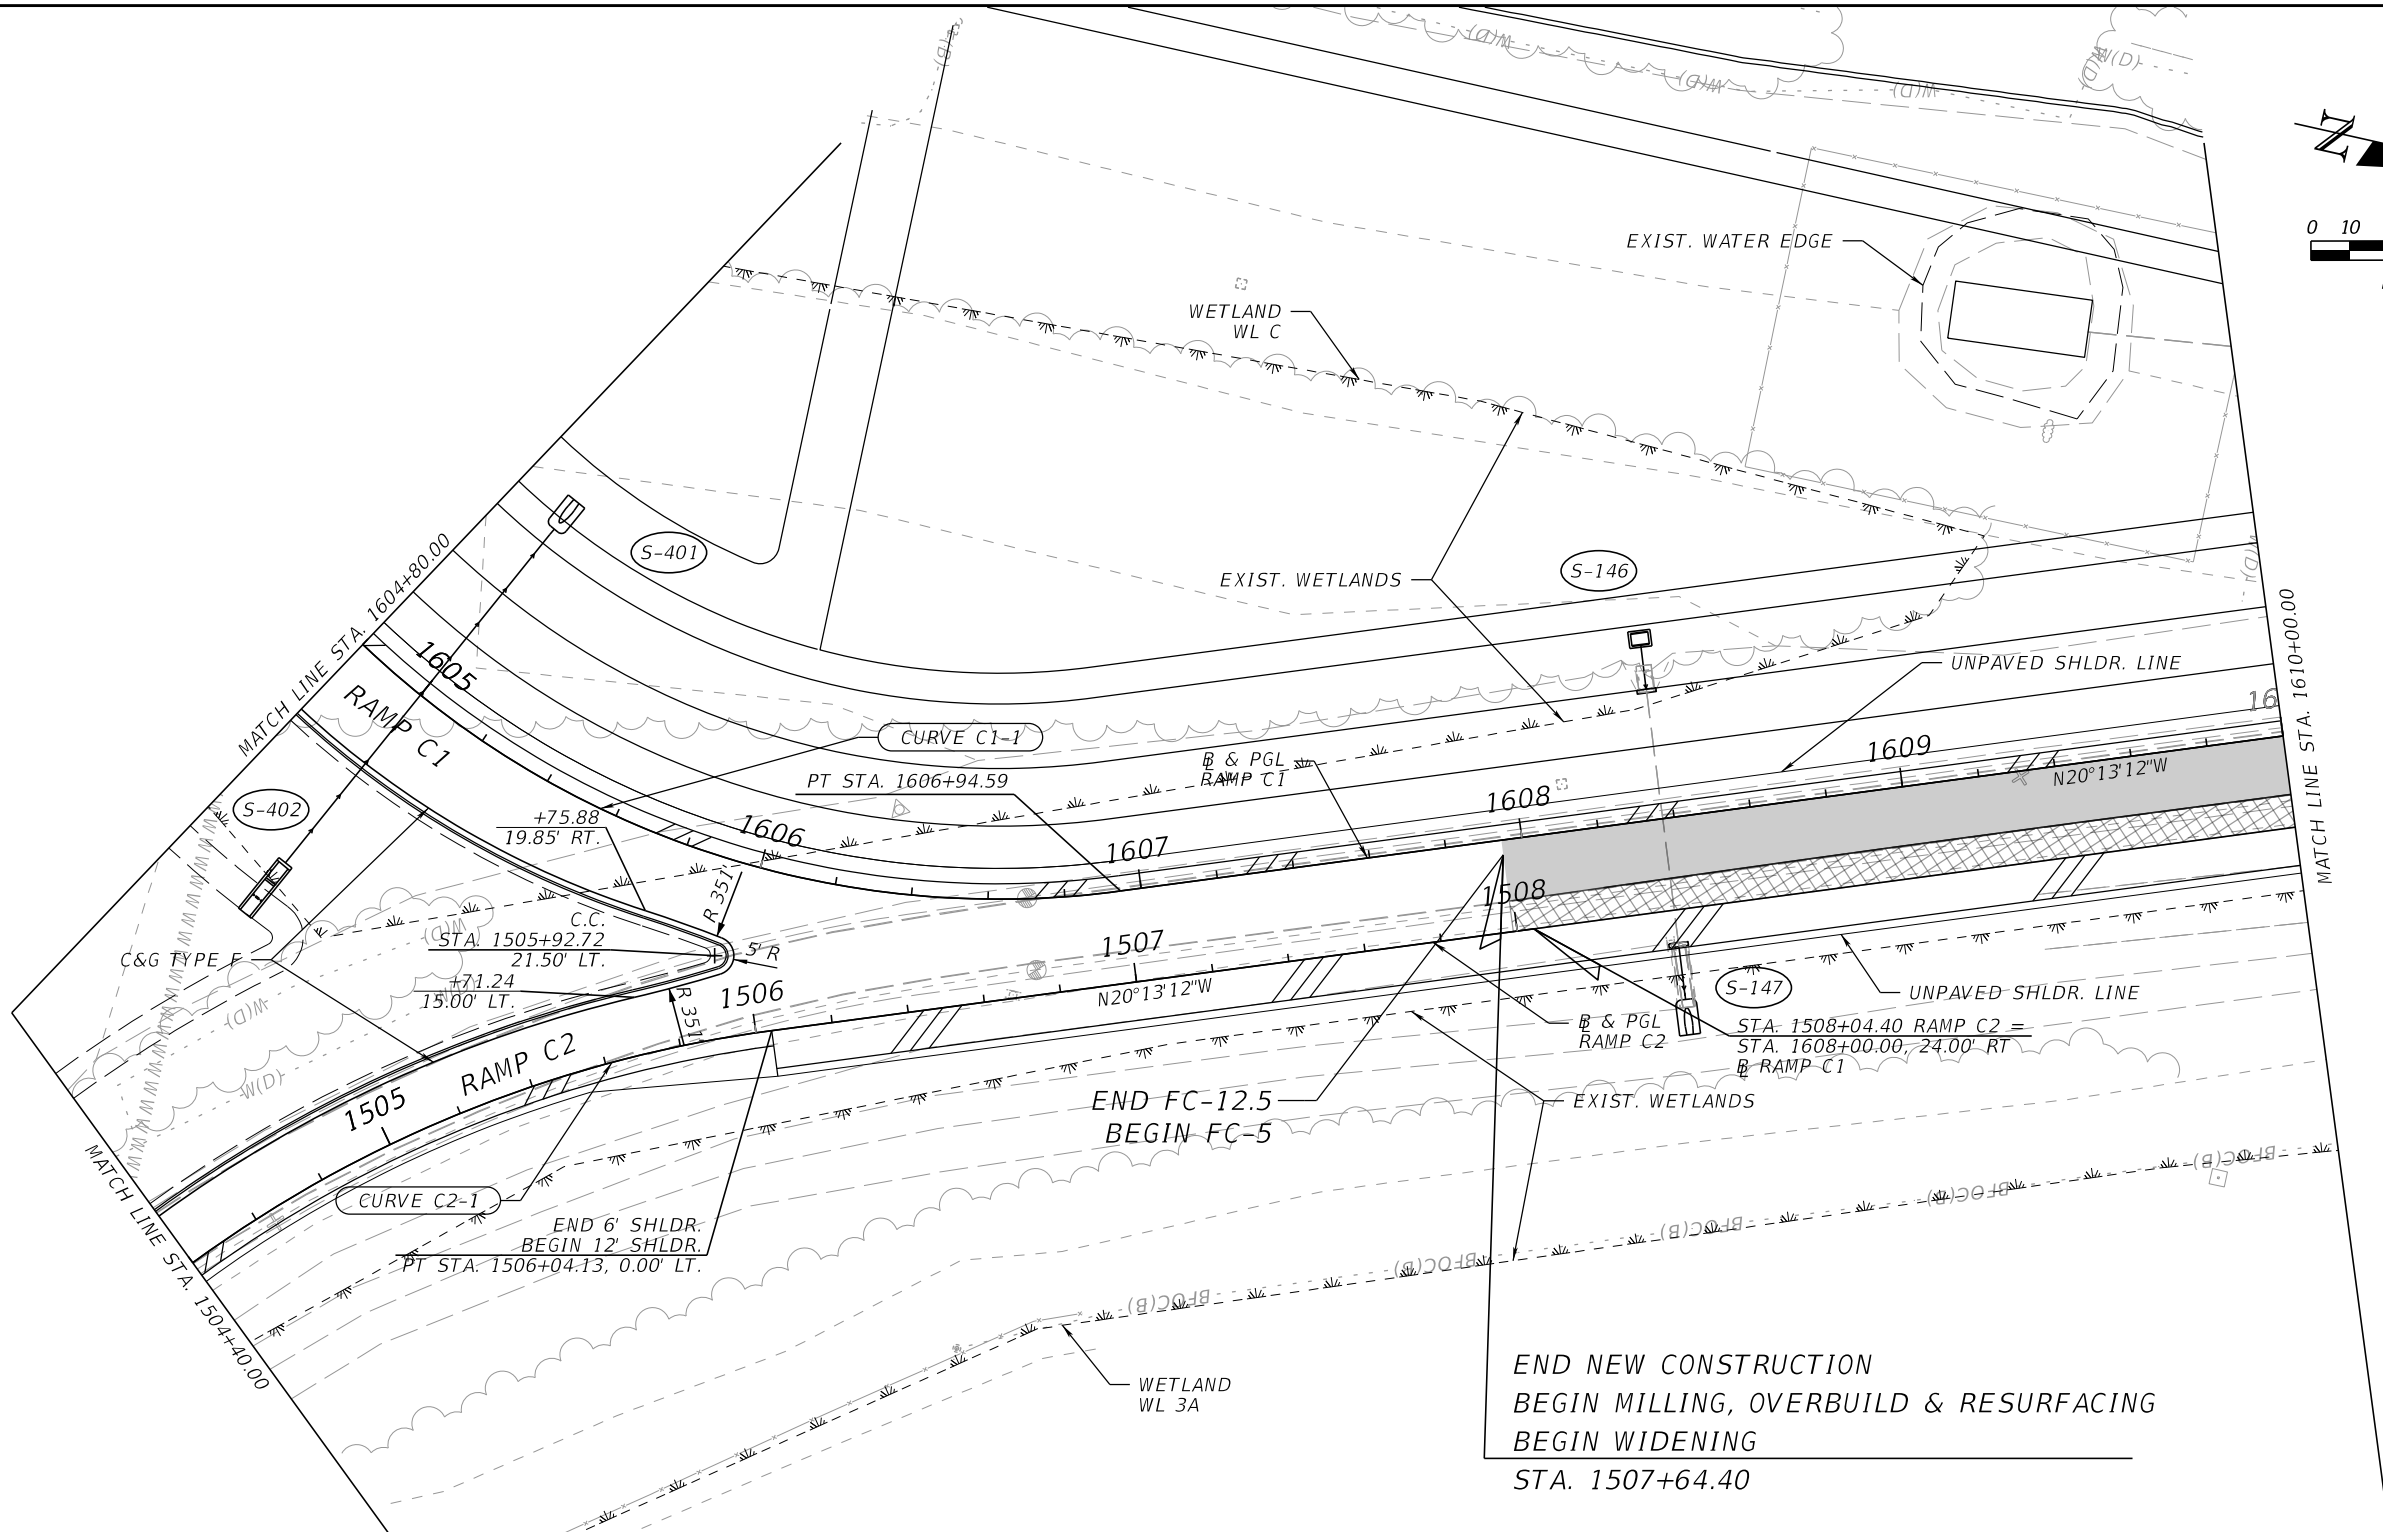 W(D)
W(D)
W(D)
W(D)
W(D)
W(D)
N
0 10
EXIST. WATER EDGE
WETLAND
WL C
MATCH LINE STA. 1604+80.00
S-401
EXIST. WETLANDS
S-146
W(D)
MATCH LINE STA. 1610+00.00
1605
RAMP C1
UNPAVED SHLDR. LINE
CURVE C1-1
B & PGL
RAMP C1
PT STA. 1606+94.59
1609
N20°13'12"W
16
1608
S-402
+75.88
19.85' RT.
1606
1607
R 351'
1508
C.C.
STA. 1505+92.72
21.50' LT.
W(D)
C&G TYPE F
5' R
1507
+71.24
15.00' LT.
W(D)
R 351'
1506
N20°13'12"W
W(D)
S-147
UNPAVED SHLDR. LINE
B & PGL
RAMP C2
STA. 1508+04.40 RAMP C2 =
STA. 1608+00.00, 24.00' RT
B RAMP C1
RAMP C2
W(D)
1505
END FC-12.5
BEGIN FC-5
EXIST. WETLANDS
MATCH LINE STA. 1504+40.00
CURVE C2-1
END 6' SHLDR.
BEGIN 12' SHLDR.
PT STA. 1506+04.13, 0.00' LT.
BFOC(B)
BFOC(B)
BFOC(B)
BFOC(B)
BFOC(B)
WETLAND
WL 3A
END NEW CONSTRUCTION
BEGIN MILLING, OVERBUILD & RESURFACING
BEGIN WIDENING
STA. 1507+64.40